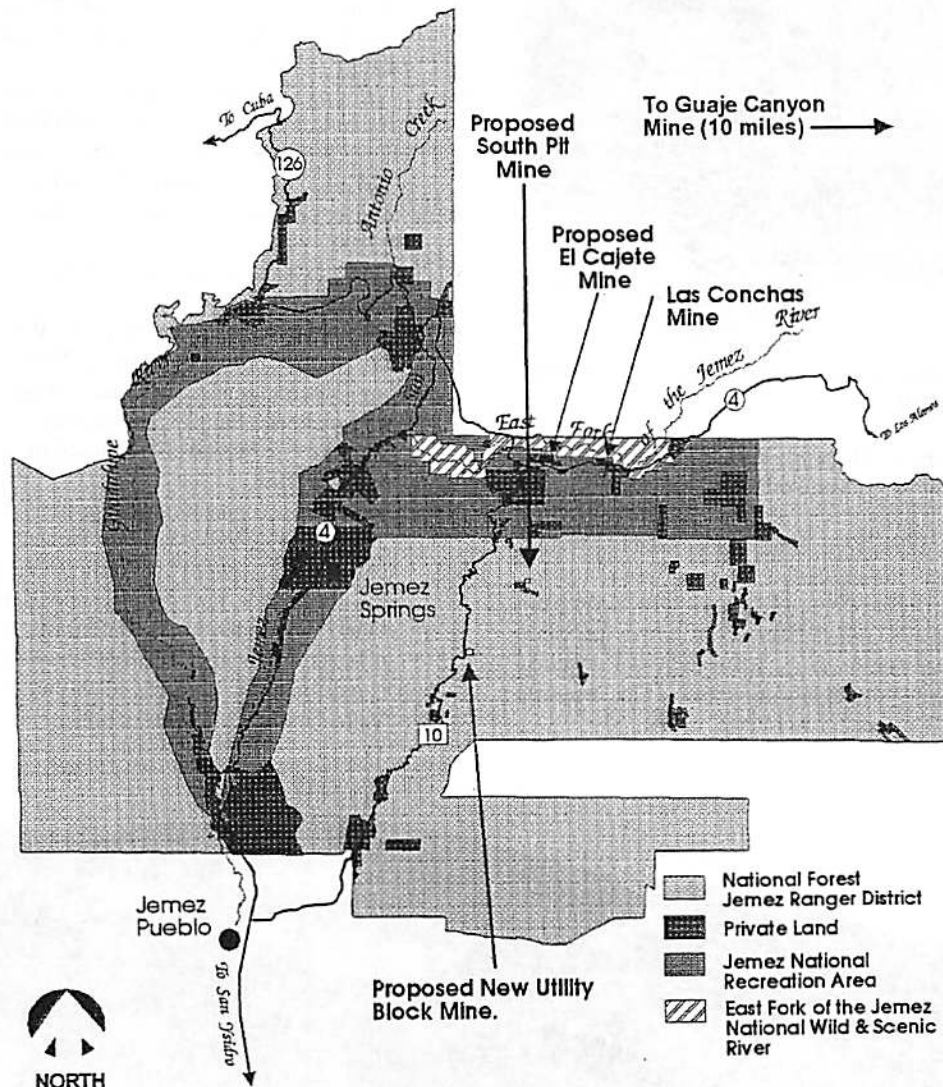 To Cuba
126
Creek
Antonio
Proposed
South Pit
Mine
To Guaje Canyon
Mine (10 miles)
Proposed
El Cajete
Mine
Las Conchas
Mine
East Fork of the Jemez River
4
To Los Alamos
River
Guadalupe
San
4
Jemez
Springs
Jemez
10
Jemez
Pueblo
To San Ysidro
Proposed New Utility
Block Mine.
National Forest
Jemez Ranger District
Private Land
Jemez National
Recreation Area
East Fork of the Jemez
National Wild & Scenic
River
NORTH